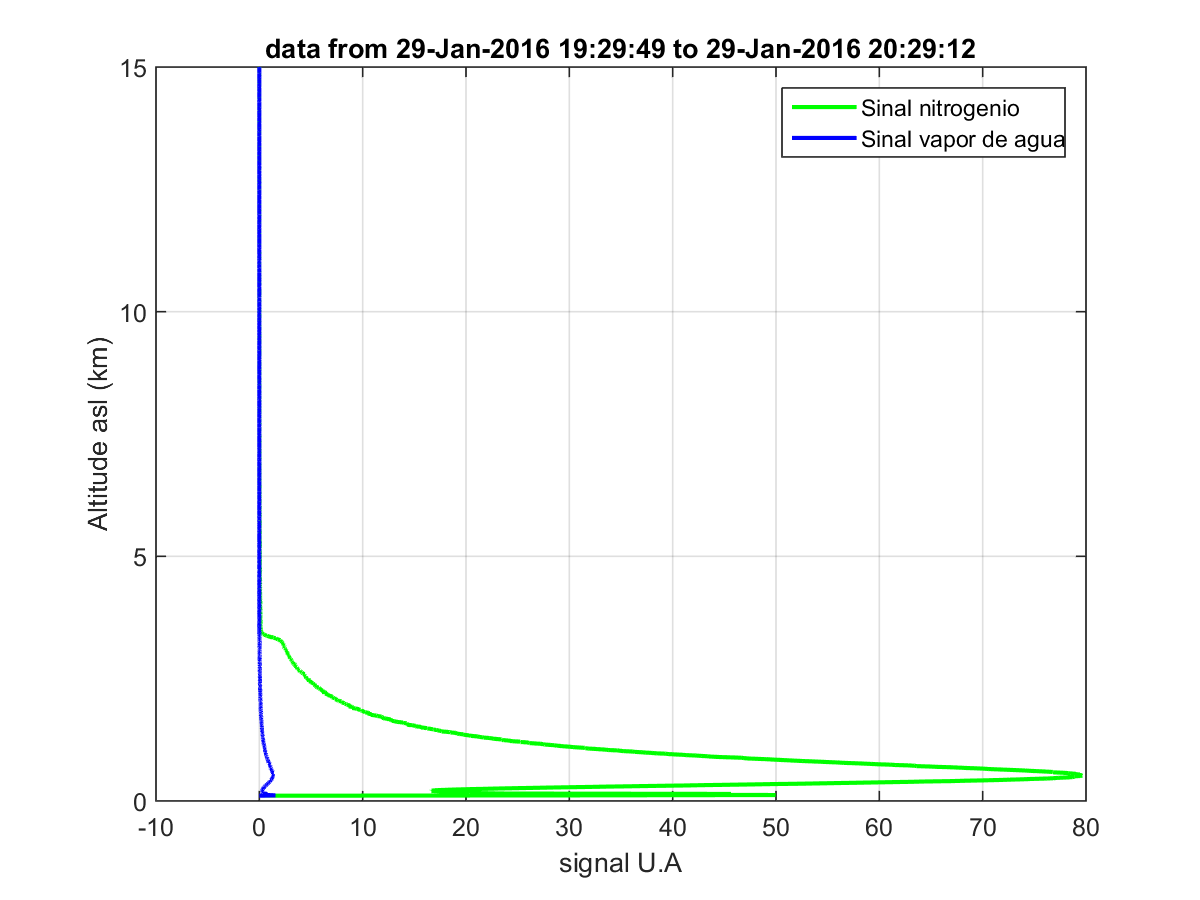 data from 29-Jan-2016 19:29:49 to 29-Jan-2016 20:29:12
Sinal nitrogenio
Sinal vapor de agua
15
10
5
0
Altitude asl (km)
-10 0 10 20 30 40 50 60 70 80
signal U.A